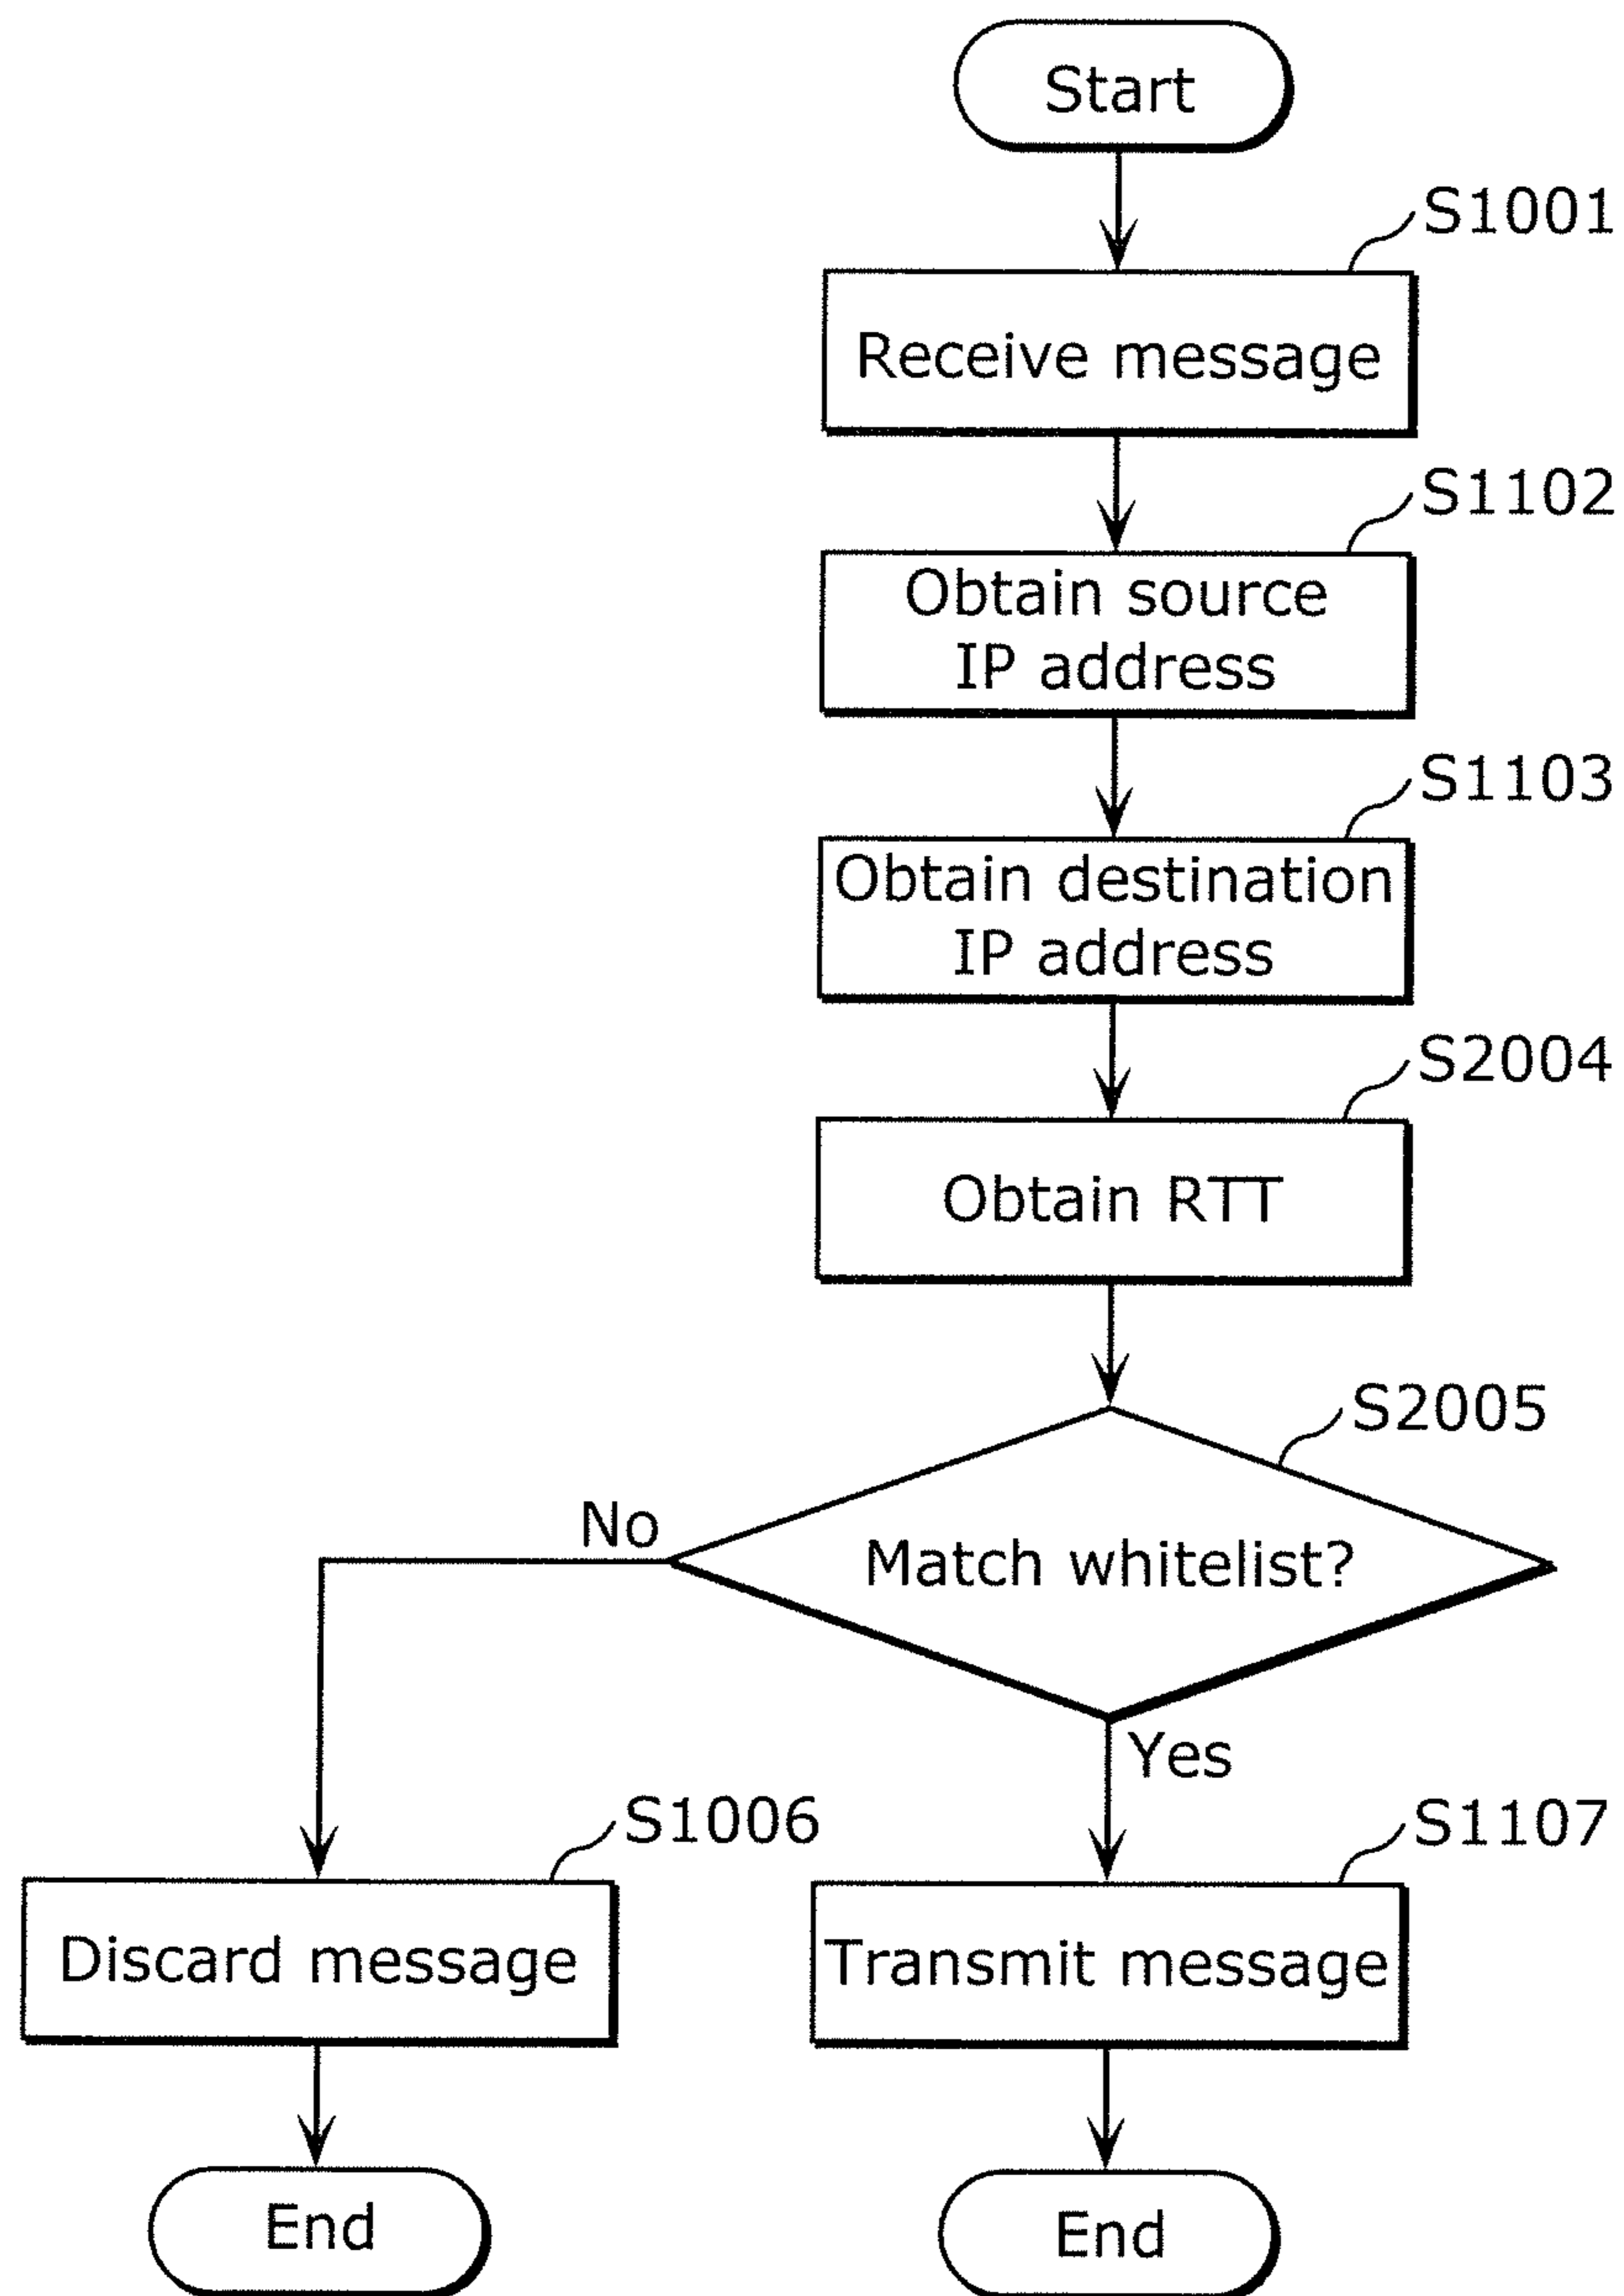 Start
S1001
Receive message
S1102
Obtain source
IP address
S1103
Obtain destination
IP address
S2004
Obtain RTT
S2005
No
Match whitelist?
Yes
S1006
S1107
Discard message
Transmit message
End
End